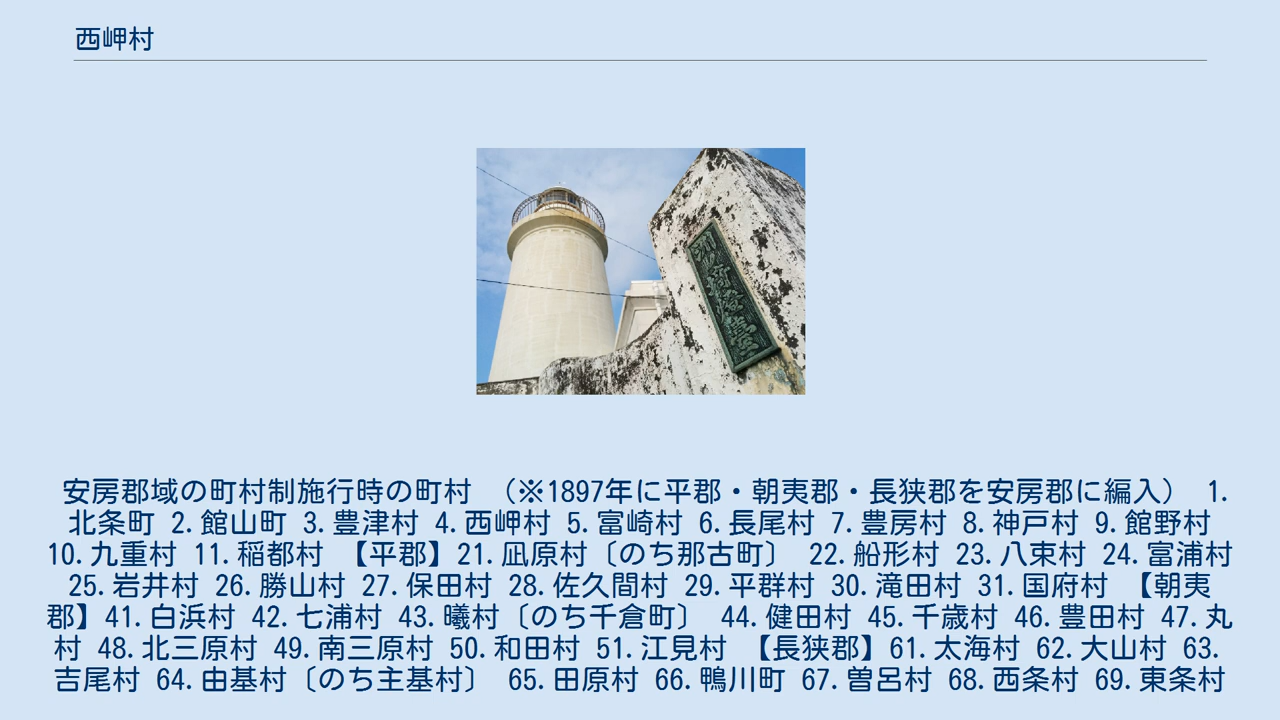 西岬村
洲埼燈臺
安房郡域の町村制施行時の町村 （※1897年に平郡・朝夷郡・長狭郡を安房郡に編入） 1.
北条町 2. 館山町 3. 豊津村 4. 西岬村 5. 富崎村 6. 長尾村 7. 豊房村 8. 神戸村 9. 館野村
10. 九重村 11. 稲都村 【平郡】21. 凪原村〔のち那古町〕 22. 船形村 23. 八束村 24. 富浦村
25. 岩井村 26. 勝山村 27. 保田村 28. 佐久間村 29. 平群村 30. 滝田村 31. 国府村 【朝夷
郡】41. 白浜村 42. 七浦村 43. 曦村〔のち千倉町〕 44. 健田村 45. 千歳村 46. 豊田村 47. 丸
村 48. 北三原村 49. 南三原村 50. 和田村 51. 江見村 【長狭郡】61. 太海村 62. 大山村 63.
吉尾村 64. 由基村〔のち主基村〕 65. 田原村 66. 鴨川町 67. 曽呂村 68. 西条村 69. 東条村